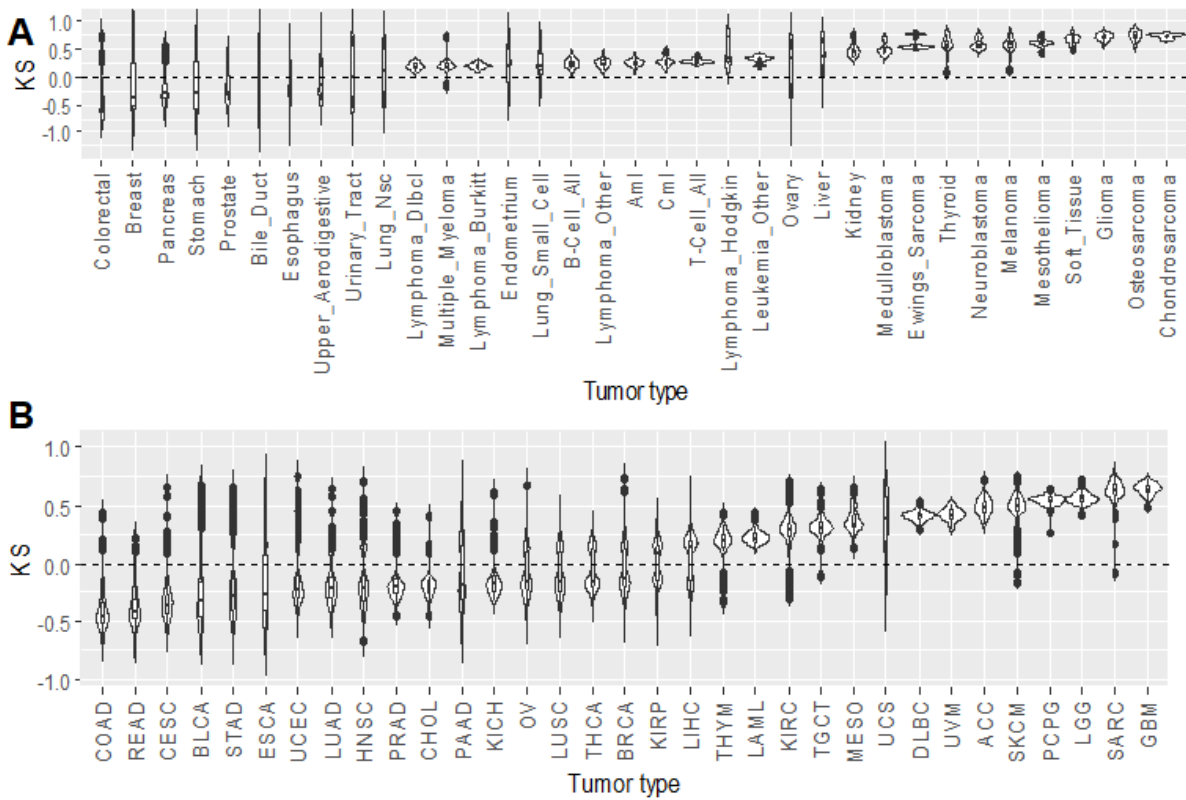 A
KS
1.0
0.5
0.0
-0.5
-1.0
Colorectal
Breast
Pancreas
Stomach
Prostate
Bile_Duct
Esophagus
Upper_Aerodigestive
Urinary_Tract
Lung_Nsc
Lymphoma_Dlbcl
Multiple_Myeloma
Lymphoma_Burkitt
Endometrium
Lung_Small_Cell
B-Cell_All
Lymphoma_Other
Aml
Cml
T-Cell_All
Lymphoma_Hodgkin
Leukemia_Other
Ovary
Liver
Kidney
Medulloblastoma
Ewings_Sarcoma
Thyroid
Neuroblastoma
Melanoma
Mesothelioma
Soft_Tissue
Glioma
Osteosarcoma
Chondrosarcoma
Tumor type
B
KS
1.0
0.5
0.0
-0.5
-1.0
COAD
READ
CESC
BLCA
STAD
ESCA
UCEC
LUAD
HNSC
PRAD
CHOL
PAAD
KICH
OV
LUSC
THCA
BRCA
KIRP
LIHC
THYM
LAML
KIRC
TGCT
MESO
UCS
DLBC
UVM
ACC
SKCM
PCPG
LGG
SARC
GBM
Tumor type